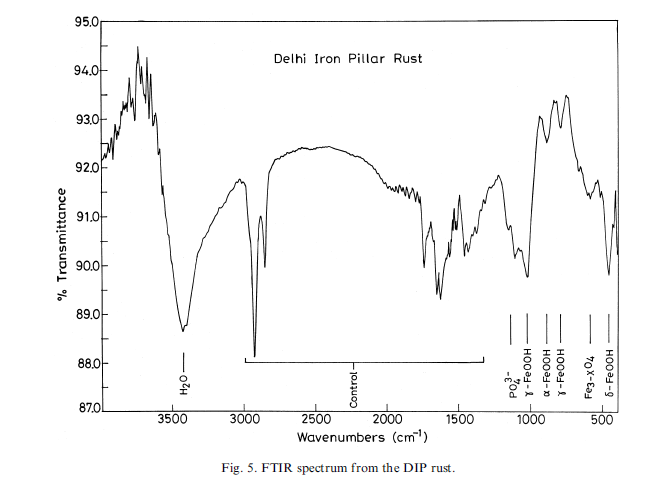 Delhi Iron Pillar Rust
95.0
94.0
93.0
92.0
91.0
90.0
89.0
88.0
87.0
% Transmittance
H2O
Control
PO4 3-
γ-FeOOH
α-FeOOH
γ-FeOOH
Fe3-xO4
δ-FeOOH
3500 3000 2500 2000 1500 1000 500
Wavenumbers (cm-1)
Fig. 5. FTIR spectrum from the DIP rust.